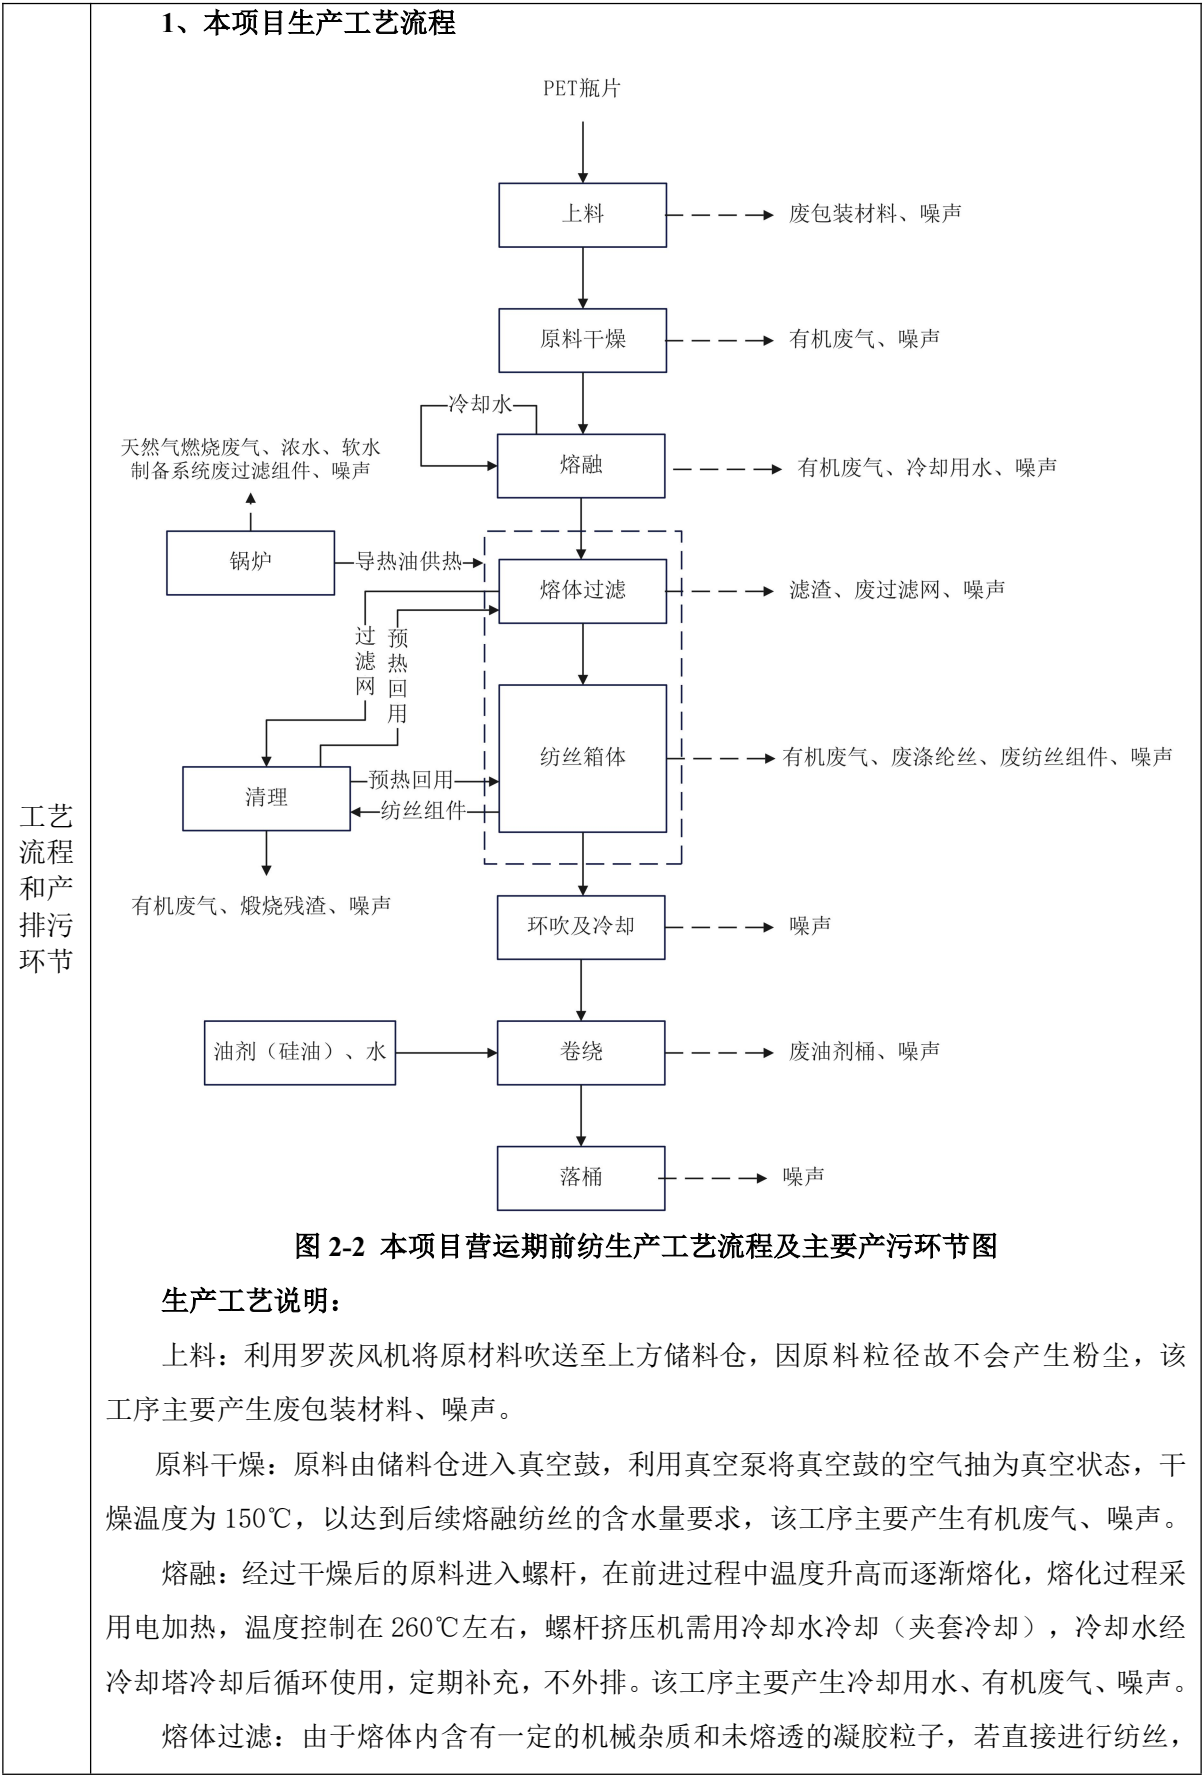 1、本项目生产工艺流程
PET瓶片
上料
废包装材料、噪声
原料干燥
有机废气、噪声
冷却水
熔融
有机废气、冷却用水、噪声
天然气燃烧废气、浓水、软水
制备系统废过滤组件、噪声
锅炉
导热油供热
熔体过滤
滤渣、废过滤网、噪声
过滤网
预热回用
纺丝箱体
有机废气、废涤纶丝、废纺丝组件、噪声
清理
预热回用
纺丝组件
有机废气、煅烧残渣、噪声
环吹及冷却
噪声
油剂（硅油）、水
卷绕
废油剂桶、噪声
落桶
噪声
工艺
流程
和产
排污
环节
图 2-2 本项目营运期前纺生产工艺流程及主要产污环节图
生产工艺说明：
上料：利用罗茨风机将原材料吹送至上方储料仓，因原料粒径故不会产生粉尘，该
工序主要产生废包装材料、噪声。
原料干燥：原料由储料仓进入真空鼓，利用真空泵将真空鼓的空气抽为真空状态，干
燥温度为 150℃，以达到后续熔融纺丝的含水量要求，该工序主要产生有机废气、噪声。
熔融：经过干燥后的原料进入螺杆，在前进过程中温度升高而逐渐熔化，熔化过程采
用电加热，温度控制在 260℃左右，螺杆挤压机需用冷却水冷却（夹套冷却），冷却水经
冷却塔冷却后循环使用，定期补充，不外排。该工序主要产生冷却用水、有机废气、噪声。
熔体过滤：由于熔体内含有一定的机械杂质和未熔透的凝胶粒子，若直接进行纺丝，